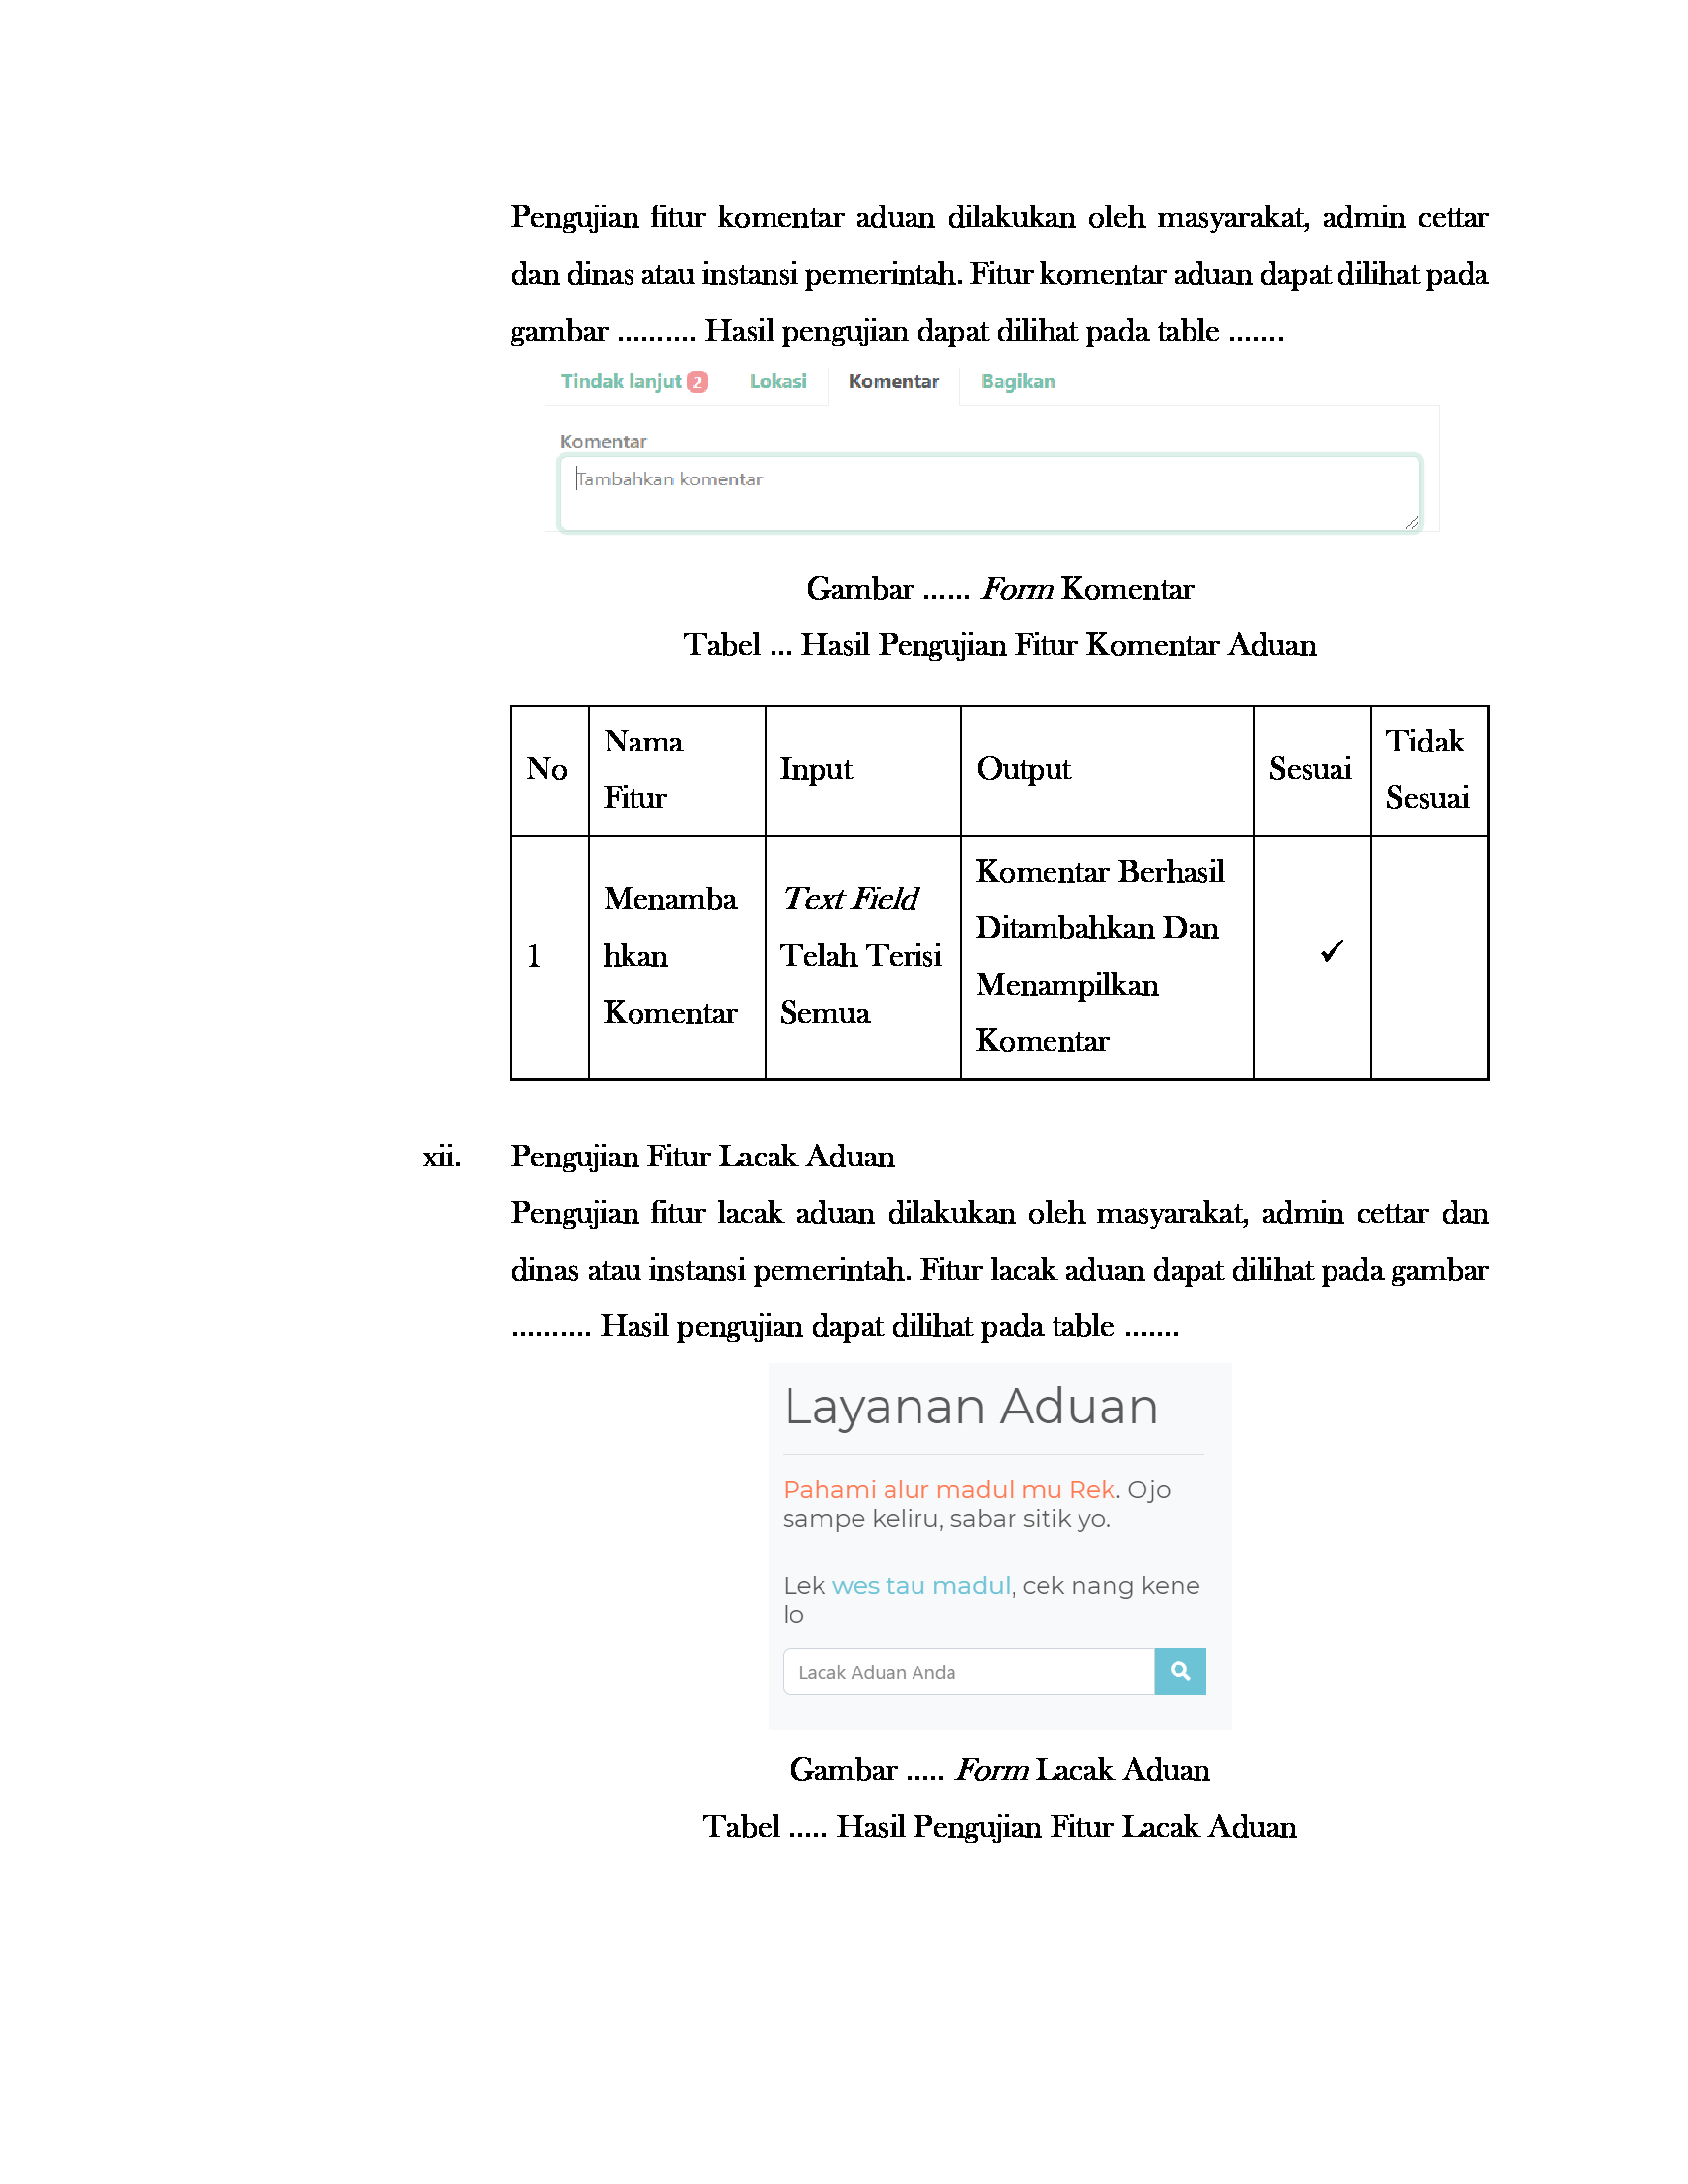 Pengujian fitur komentar aduan dilakukan oleh masyarakat, admin cettar
dan dinas atau instansi pemerintah. Fitur komentar aduan dapat dilihat pada
gambar .......... Hasil pengujian dapat dilihat pada table .......
Tindak lanjut 2 Lokasi Komentar Bagikan
Komentar
Tambahkan komentar
Gambar ...... Form Komentar
Tabel ... Hasil Pengujian Fitur Komentar Aduan
No
Nama
Fitur
Input
Output
Sesuai
Tidak
Sesuai
1
Menamba
hkan
Komentar
Text Field
Telah Terisi
Semua
Komentar Berhasil
Ditambahkan Dan
Menampilkan
Komentar
✓
xii. Pengujian Fitur Lacak Aduan
Pengujian fitur lacak aduan dilakukan oleh masyarakat, admin cettar dan
dinas atau instansi pemerintah. Fitur lacak aduan dapat dilihat pada gambar
.......... Hasil pengujian dapat dilihat pada table .......
Layanan Aduan
Pahami alur madul mu Rek. Ojo
sampe keliru, sabar sitik yo.
Lek wes tau madul, cek nang kene
lo
Lacak Aduan Anda
Gambar ..... Form Lacak Aduan
Tabel ..... Hasil Pengujian Fitur Lacak Aduan